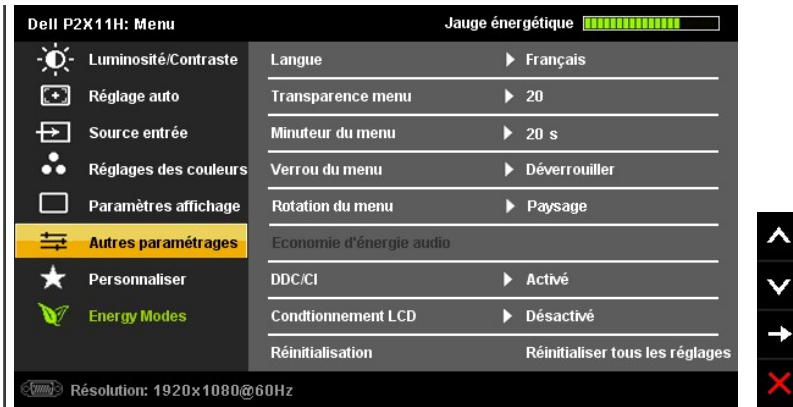 Dell P2X11H: Menu Jauge énergétique
Luminosité/Contraste Langue Français
Réglage auto Transparence menu 20
Source entrée Minuteur du menu 20 s
Réglages des couleurs Verrou du menu Déverrouiller
Paramètres affichage Rotation du menu Paysage
Autres paramétrages Economie d'énergie audio
Personnaliser DDC/CI Activé
Energy Modes Condtionnement LCD Désactivé
Réinitialisation Réinitialiser tous les réglages
Résolution: 1920x1080@60Hz